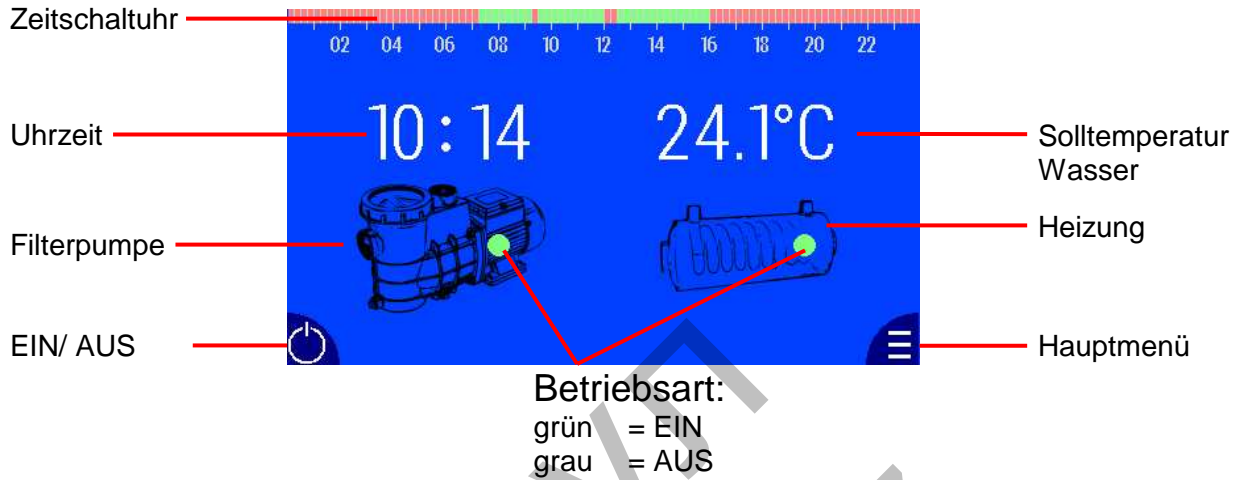 Zeitschaltuhr
02 04 06 08 10 12 14 16 18 20 22
Uhrzeit
10:14
24.1°C
Solltemperatur
Wasser
Filterpumpe
Heizung
EIN/ AUS
Hauptmenü
Betriebsart:
grün = EIN
grau = AUS